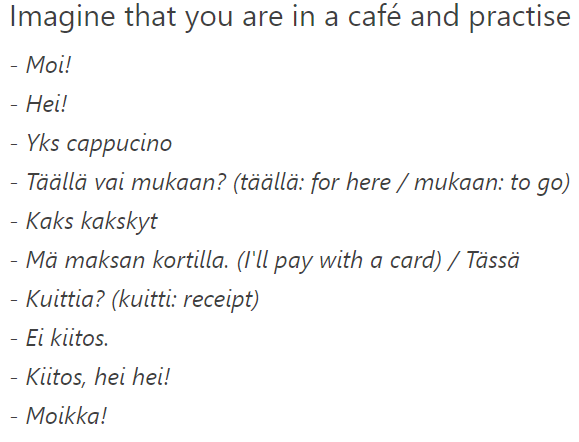 Imagine that you are in a café and practise
- Moi!
- Hei!
- Yks cappucino
- Täällä vai mukaan? (täällä: for here / mukaan: to go)
- Kaks kakskyt
- Mä maksan kortilla. (I'll pay with a card) / Tässä
- Kuittia? (kuitti: receipt)
- Ei kiitos.
- Kiitos, hei hei!
- Moikka!